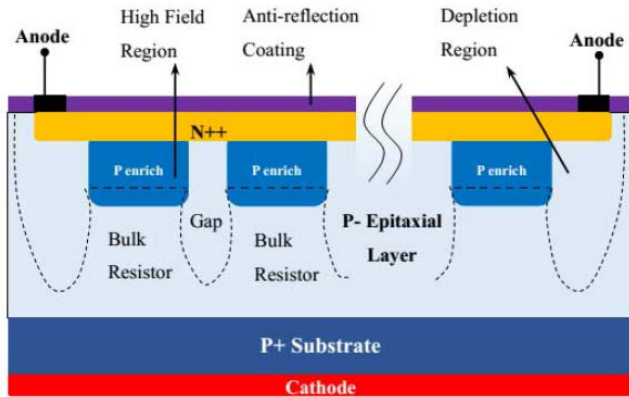 High Field
Region
Anti-reflection
Coating
Depletion
Region
Anode
Anode
N++
P enrich
P enrich
P enrich
Gap
Bulk
Resistor
Bulk
Resistor
P- Epitaxial
Layer
P+ Substrate
Cathode